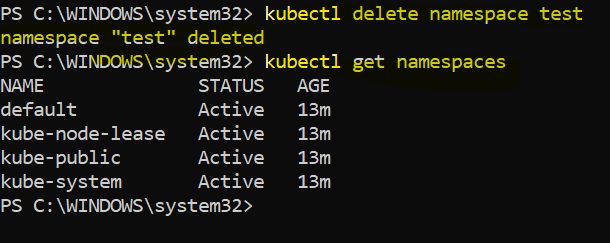 PS C:\WINDOWS\system32> kubectl delete namespace test
namespace "test" deleted
PS C:\WINDOWS\system32> kubectl get namespaces
NAME              STATUS   AGE
default           Active   13m
kube-node-lease   Active   13m
kube-public       Active   13m
kube-system       Active   13m
PS C:\WINDOWS\system32>